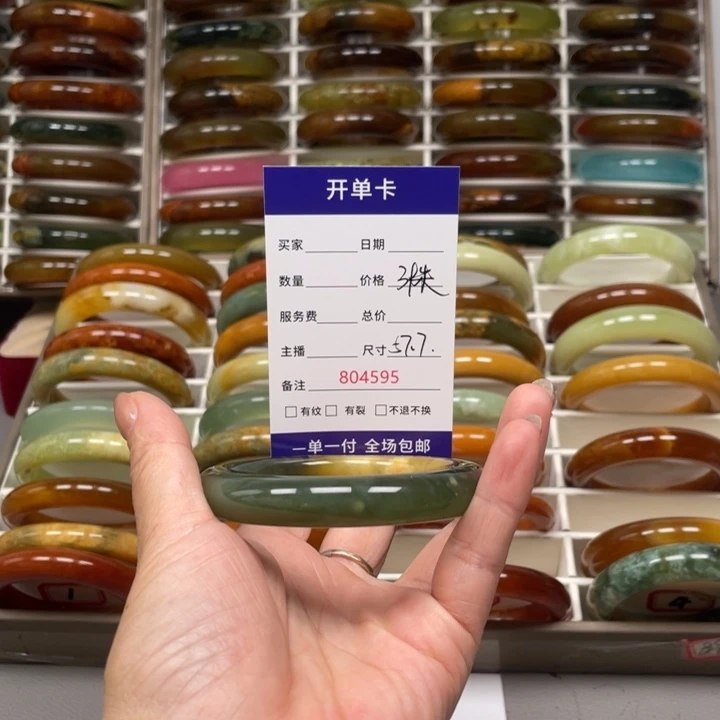 开单卡
买家 日期
数量 价格
服务费 总价
主播 尺寸 57.7.
备注 804595
□有纹 □有裂 □不退不换
一单一付 全场包邮
1
4